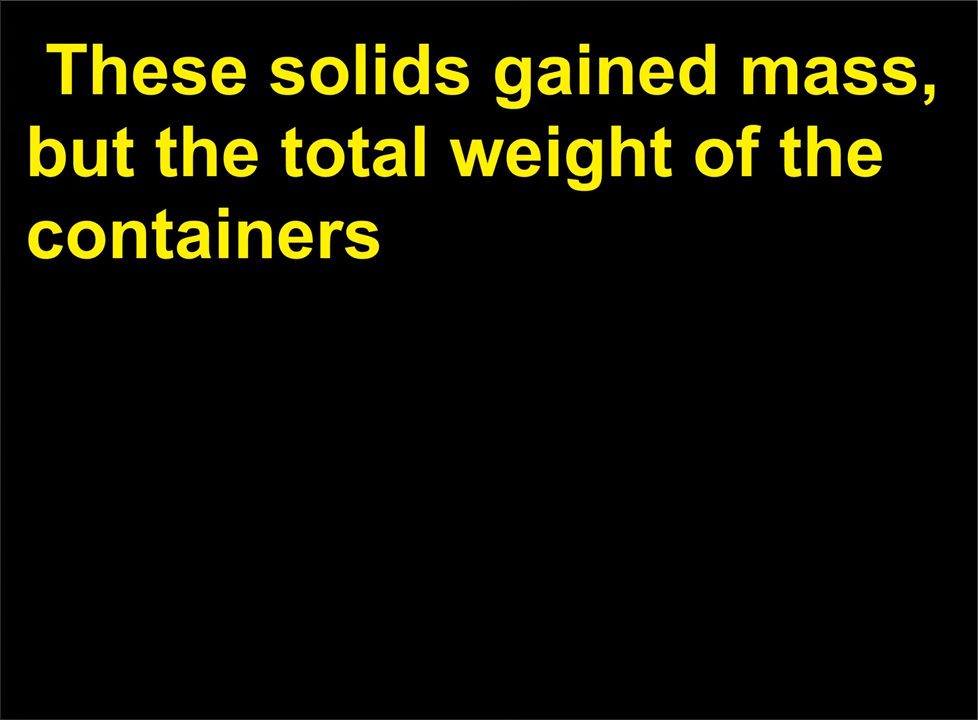 These solids gained mass,
but the total weight of the
containers